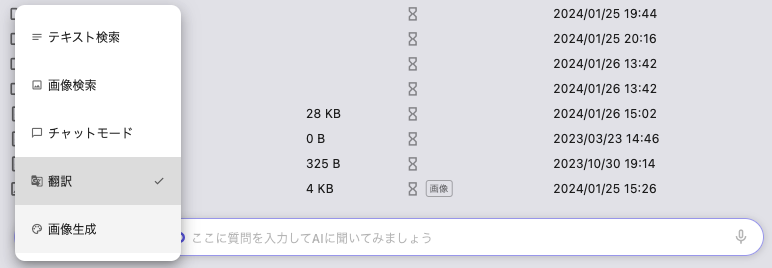 テキスト検索
画像検索
チャットモード
翻訳
画像生成
2024/01/25 19:44
2024/01/25 20:16
2024/01/26 13:42
2024/01/26 13:42
28 KB 2024/01/26 15:02
0 B 2023/03/23 14:46
325 B 2023/10/30 19:14
4 KB 画像 2024/01/25 15:26
ここに質問を入力してAIに聞いてみましょう